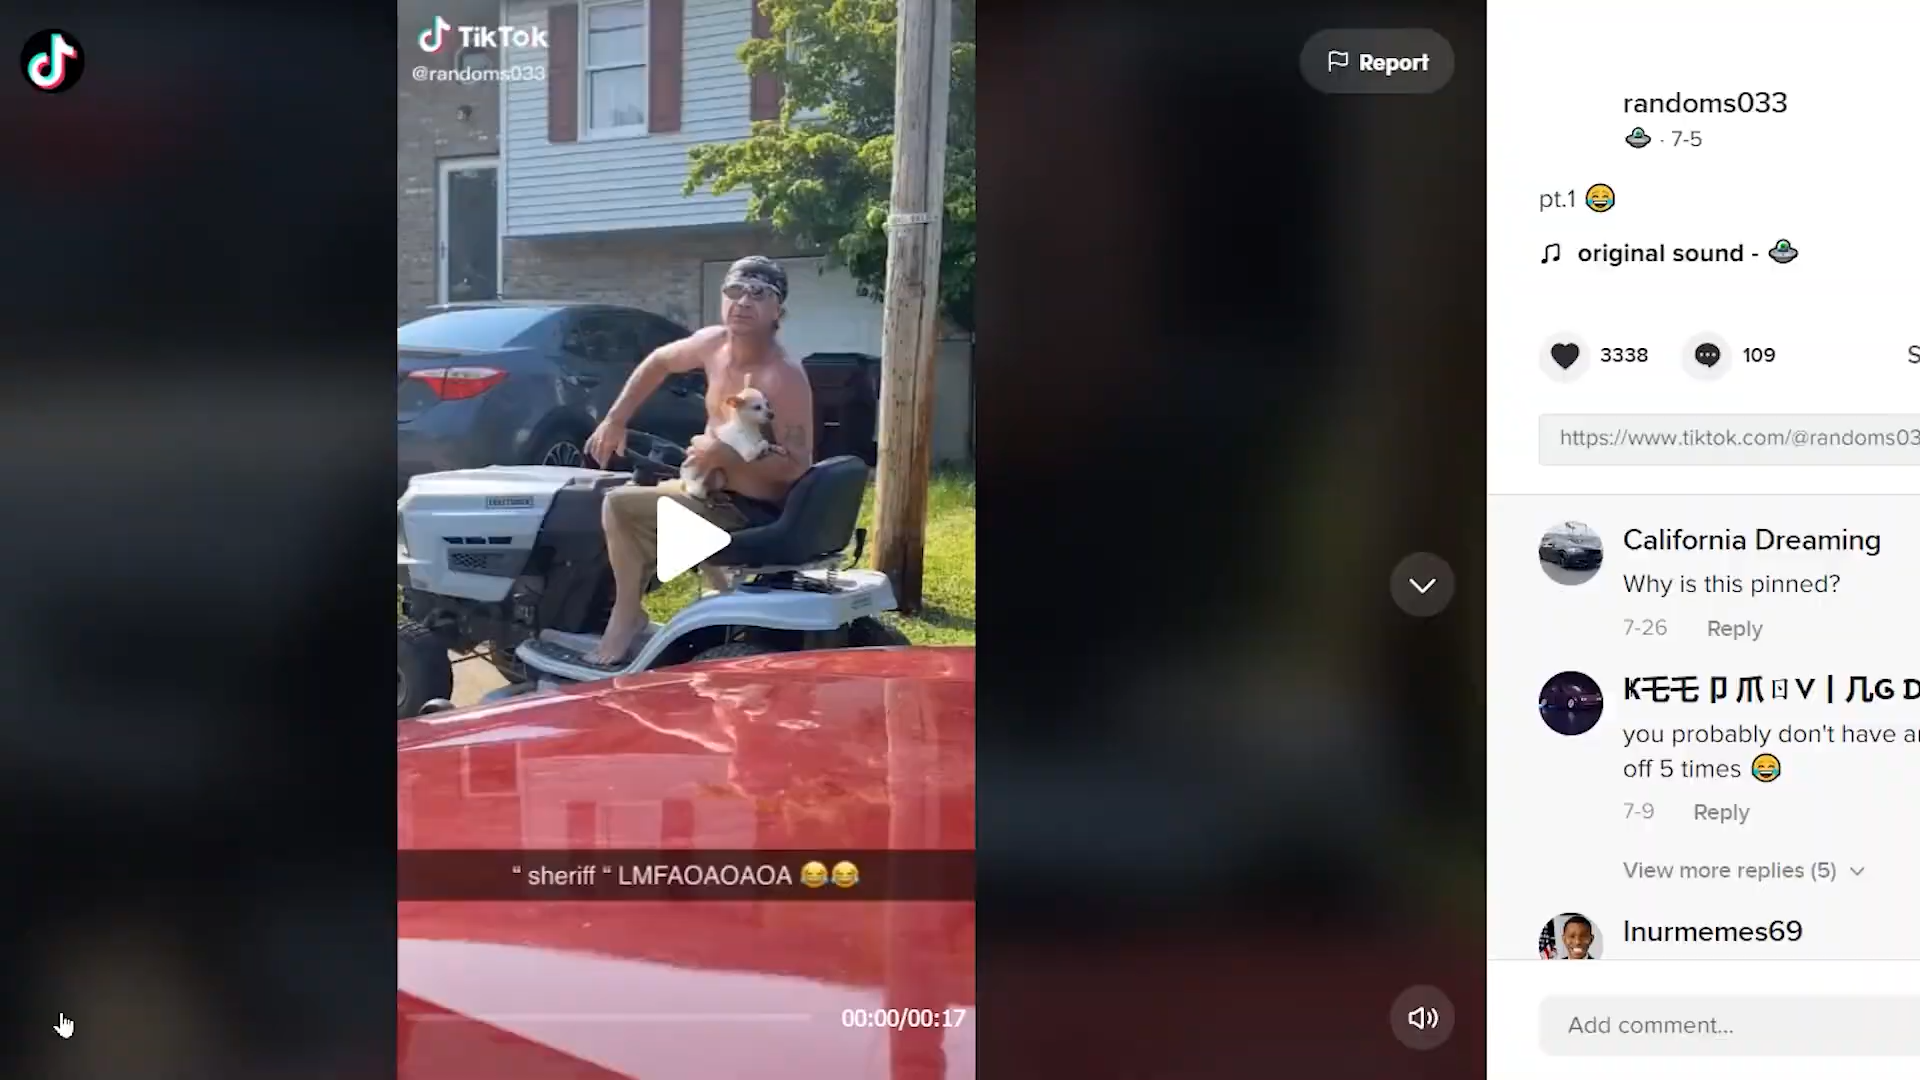 TikTok
@randoms033
CRAFTSMAN
" sheriff " LMFAOAOAOA 😂😂
00:00/00:17
Report
randoms033
🛸 · 7-5
pt.1 😂
original sound - 🛸
3338
109
S
https://www.tiktok.com/@randoms03
California Dreaming
Why is this pinned?
7-26 Reply
you probably don't have a
off 5 times 😂
7-9 Reply
View more replies (5)
Inurmemes69
Add comment...